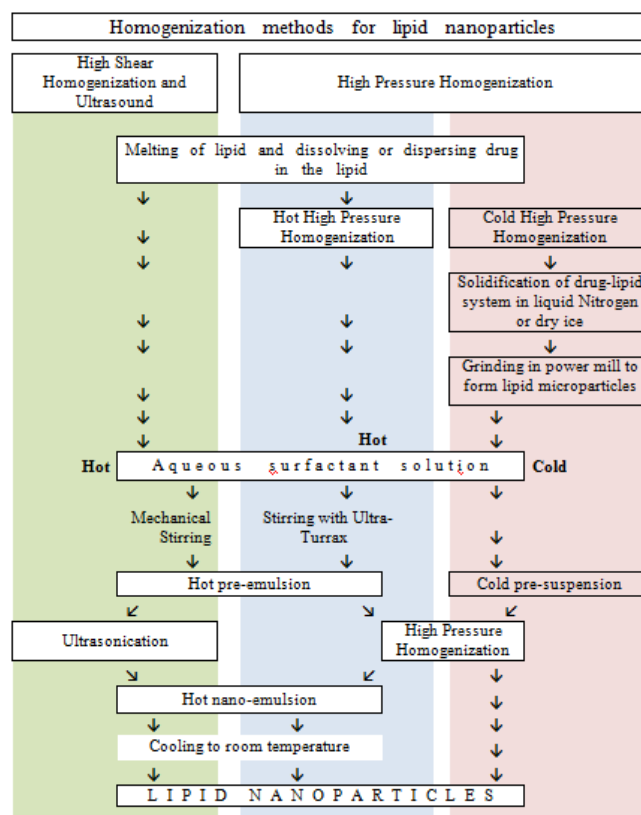 Homogenization methods for lipid nanoparticles
High Shear
Homogenization and
Ultrasound
High Pressure Homogenization
Melting of lipid and dissolving or dispersing drug
in the lipid
Hot High Pressure
Homogenization
Cold High Pressure
Homogenization
Solidification of drug-lipid
system in liquid Nitrogen
or dry ice
Grinding in power mill to
form lipid microparticles
Hot
Hot
Aqueous surfactant solution
Cold
Mechanical
Stirring
Stirring with Ultra-
Turrax
Hot pre-emulsion
Cold pre-suspension
Ultrasonication
High Pressure
Homogenization
Hot nano-emulsion
Cooling to room temperature
LIPID NANOPARTICLES